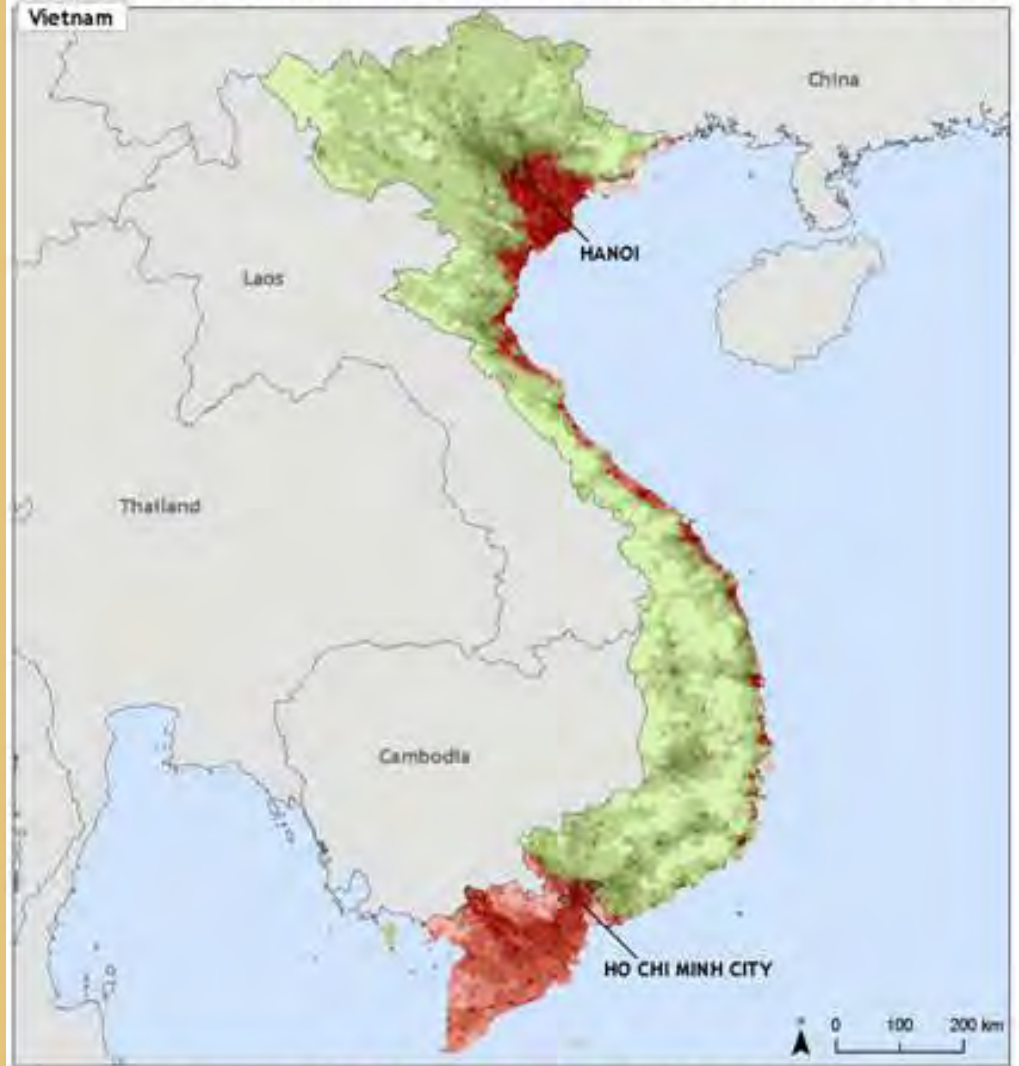 Vietnam
China
HANOI
Laos
Thailand
Cambodia
HO CHI MINH CITY
0 100 200 km